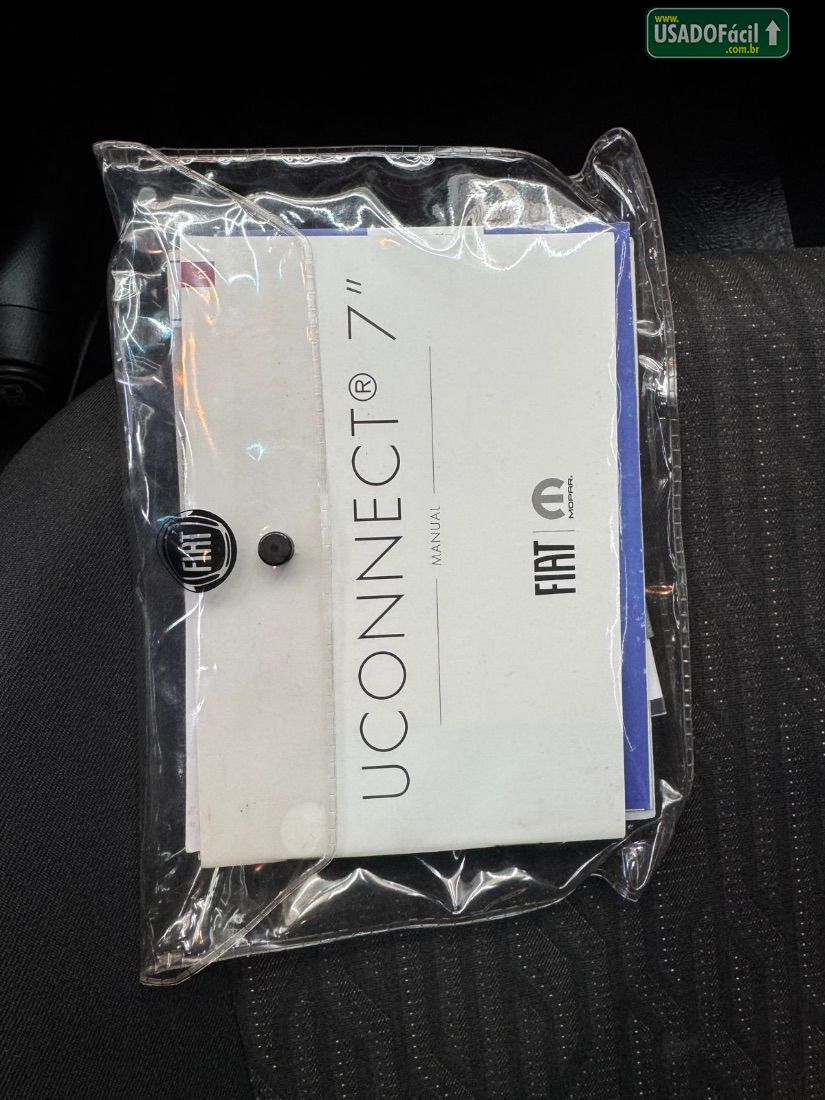 www.
USADOFácil
.com.br
UCONNECT® 7"
MANUAL
FIAT
MOPAR.
FIAT